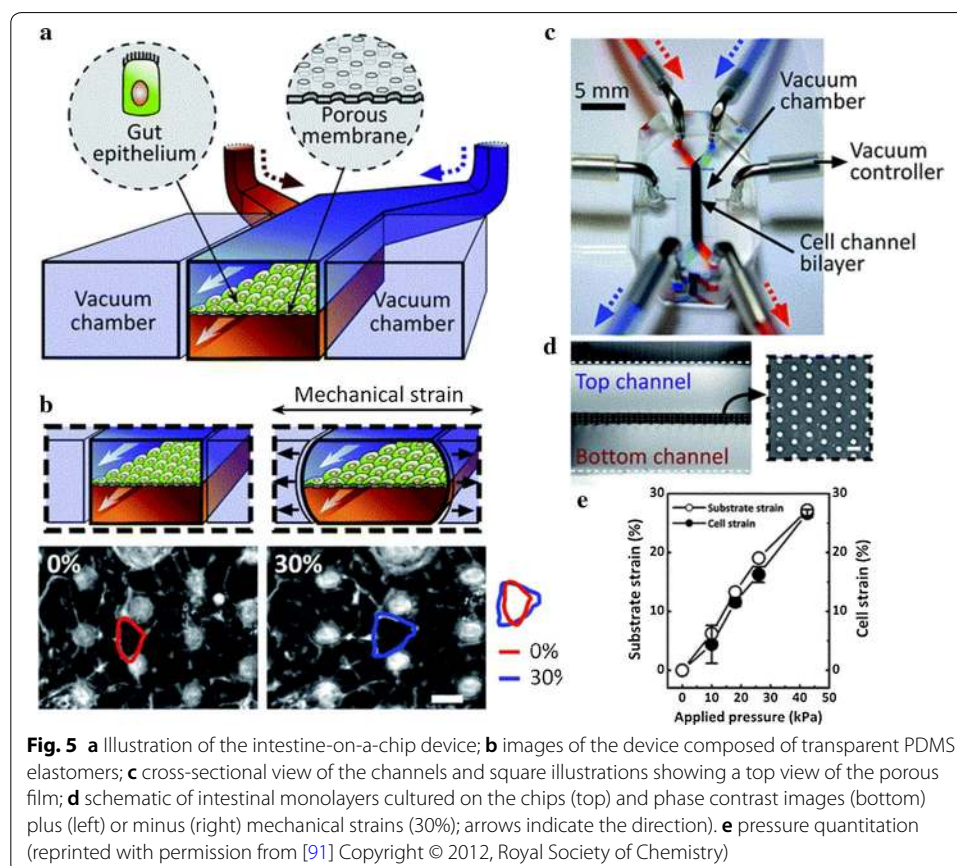 a
Gut
epithelium
Porous
membrane
Vacuum
chamber
Vacuum
chamber
b
Mechanical strain
0%
30%
0%
30%
c
5 mm
Vacuum
chamber
Vacuum
controller
Cell channel
bilayer
d
Top channel
Bottom channel
e
Substrate strain (%)
30
20
10
0
Substrate strain
Cell strain
30
20
10
0
Cell strain (%)
0 10 20 30 40 50
Applied pressure (kPa)
Fig. 5 a Illustration of the intestine-on-a-chip device; b images of the device composed of transparent PDMS
elastomers; c cross-sectional view of the channels and square illustrations showing a top view of the porous
film; d schematic of intestinal monolayers cultured on the chips (top) and phase contrast images (bottom)
plus (left) or minus (right) mechanical strains (30%); arrows indicate the direction). e pressure quantitation
(reprinted with permission from [91] Copyright © 2012, Royal Society of Chemistry)